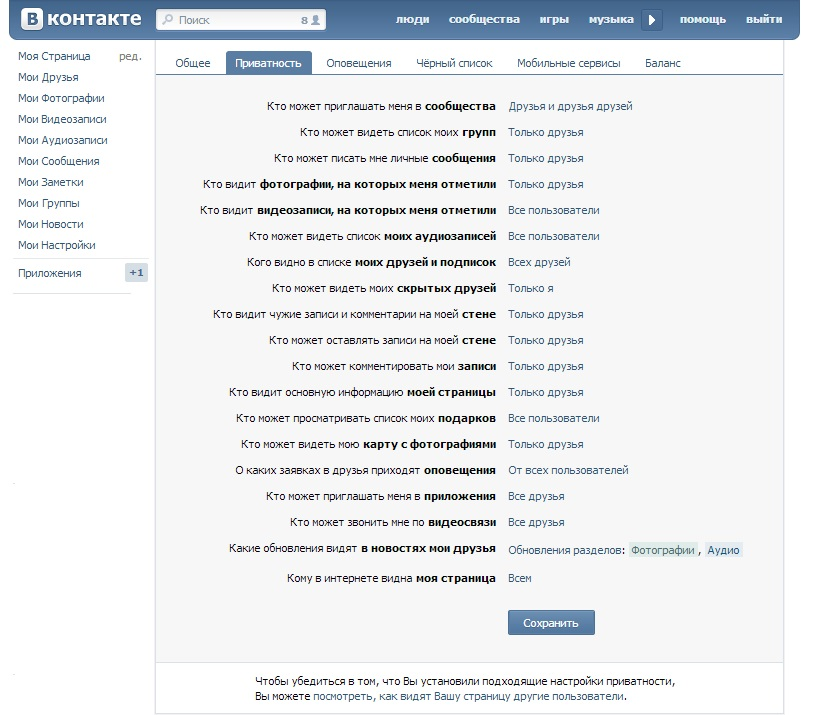 В контакте Поиск 8 люди сообщества игры музыка помощь выйти
Моя Страница ред.
Мои Друзья
Мои Фотографии
Мои Видеозаписи
Мои Аудиозаписи
Мои Сообщения
Мои Заметки
Мои Группы
Мои Новости
Мои Настройки
Приложения +1
Общее Приватность Оповещения Чёрный список Мобильные сервисы Баланс
Кто может приглашать меня в сообщества Друзья и друзья друзей
Кто может видеть список моих групп Только друзья
Кто может писать мне личные сообщения Только друзья
Кто видит фотографии, на которых меня отметили Только друзья
Кто видит видеозаписи, на которых меня отметили Все пользователи
Кто может видеть список моих аудиозаписей Все пользователи
Кого видно в списке моих друзей и подписок Всех друзей
Кто может видеть моих скрытых друзей Только я
Кто видит чужие записи и комментарии на моей стене Только друзья
Кто может оставлять записи на моей стене Только друзья
Кто может комментировать мои записи Только друзья
Кто видит основную информацию моей страницы Только друзья
Кто может просматривать список моих подарков Все пользователи
Кто может видеть мою карту с фотографиями Только друзья
О каких заявках в друзья приходят оповещения От всех пользователей
Кто может приглашать меня в приложения Все друзья
Кто может звонить мне по видеосвязи Все друзья
Какие обновления видят в новостях мои друзья Обновления разделов: Фотографии, Аудио
Кому в интернете видна моя страница Всем
Сохранить
Чтобы убедиться в том, что Вы установили подходящие настройки приватности,
Вы можете посмотреть, как видят Вашу страницу другие пользователи.